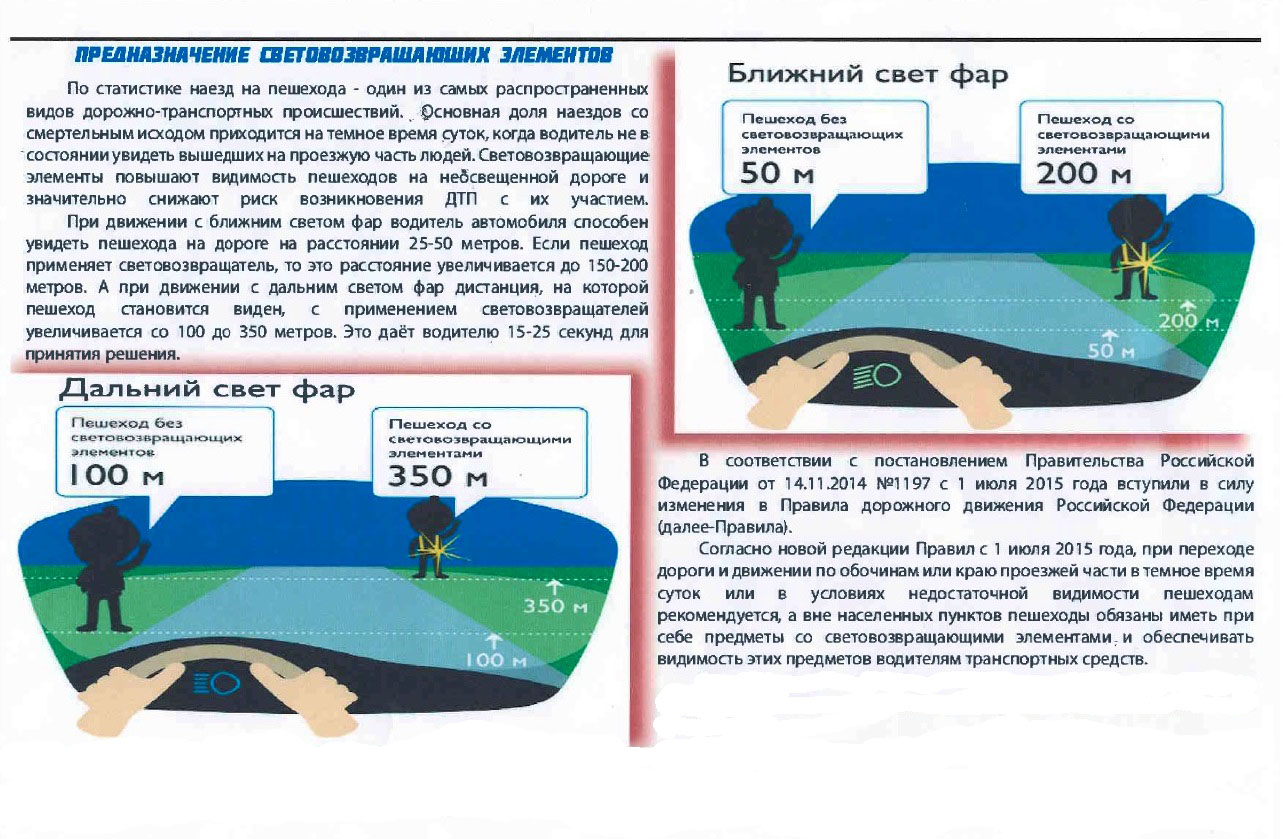 ПРЕДНАЗНАЧЕНИЕ СВЕТОВОЗВРАЩАЮЩИХ ЭЛЕМЕНТОВ
По статистике наезд на пешехода - один из самых распространенных
видов дорожно-транспортных происшествий. Основная доля наездов со
смертельным исходом приходится на темное время суток, когда водитель не в
состоянии увидеть вышедших на проезжую часть людей. Световозвращающие
элементы повышают видимость пешеходов на неосвещенной дороге и
значительно снижают риск возникновения ДТП с их участием.
При движении с ближним светом фар водитель автомобиля способен
увидеть пешехода на дороге на расстоянии 25-50 метров. Если пешеход
применяет световозвращатель, то это расстояние увеличивается до 150-200
метров. А при движении с дальним светом фар дистанция, на которой
пешеход становится виден, с применением световозвращателей
увеличивается со 100 до 350 метров. Это даёт водителю 15-25 секунд для
принятия решения.
Дальний свет фар
Пешеход без
световозвращающих
элементов
100 м
Пешеход со
световозвращающими
элементами
350 м
350 м
100 м
Ближний свет фар
Пешеход без
световозвращающих
элементов
50 м
Пешеход со
световозвращающими
элементами
200 м
200 м
50 м
В соответствии с постановлением Правительства Российской
Федерации от 14.11.2014 №1197 с 1 июля 2015 года вступили в силу
изменения в Правила дорожного движения Российской Федерации
(далее-Правила).
Согласно новой редакции Правил с 1 июля 2015 года, при переходе
дороги и движении по обочинам или краю проезжей части в темное время
суток или в условиях недостаточной видимости пешеходам
рекомендуется, а вне населенных пунктов пешеходы обязаны иметь при
себе предметы со световозвращающими элементами и обеспечивать
видимость этих предметов водителям транспортных средств.